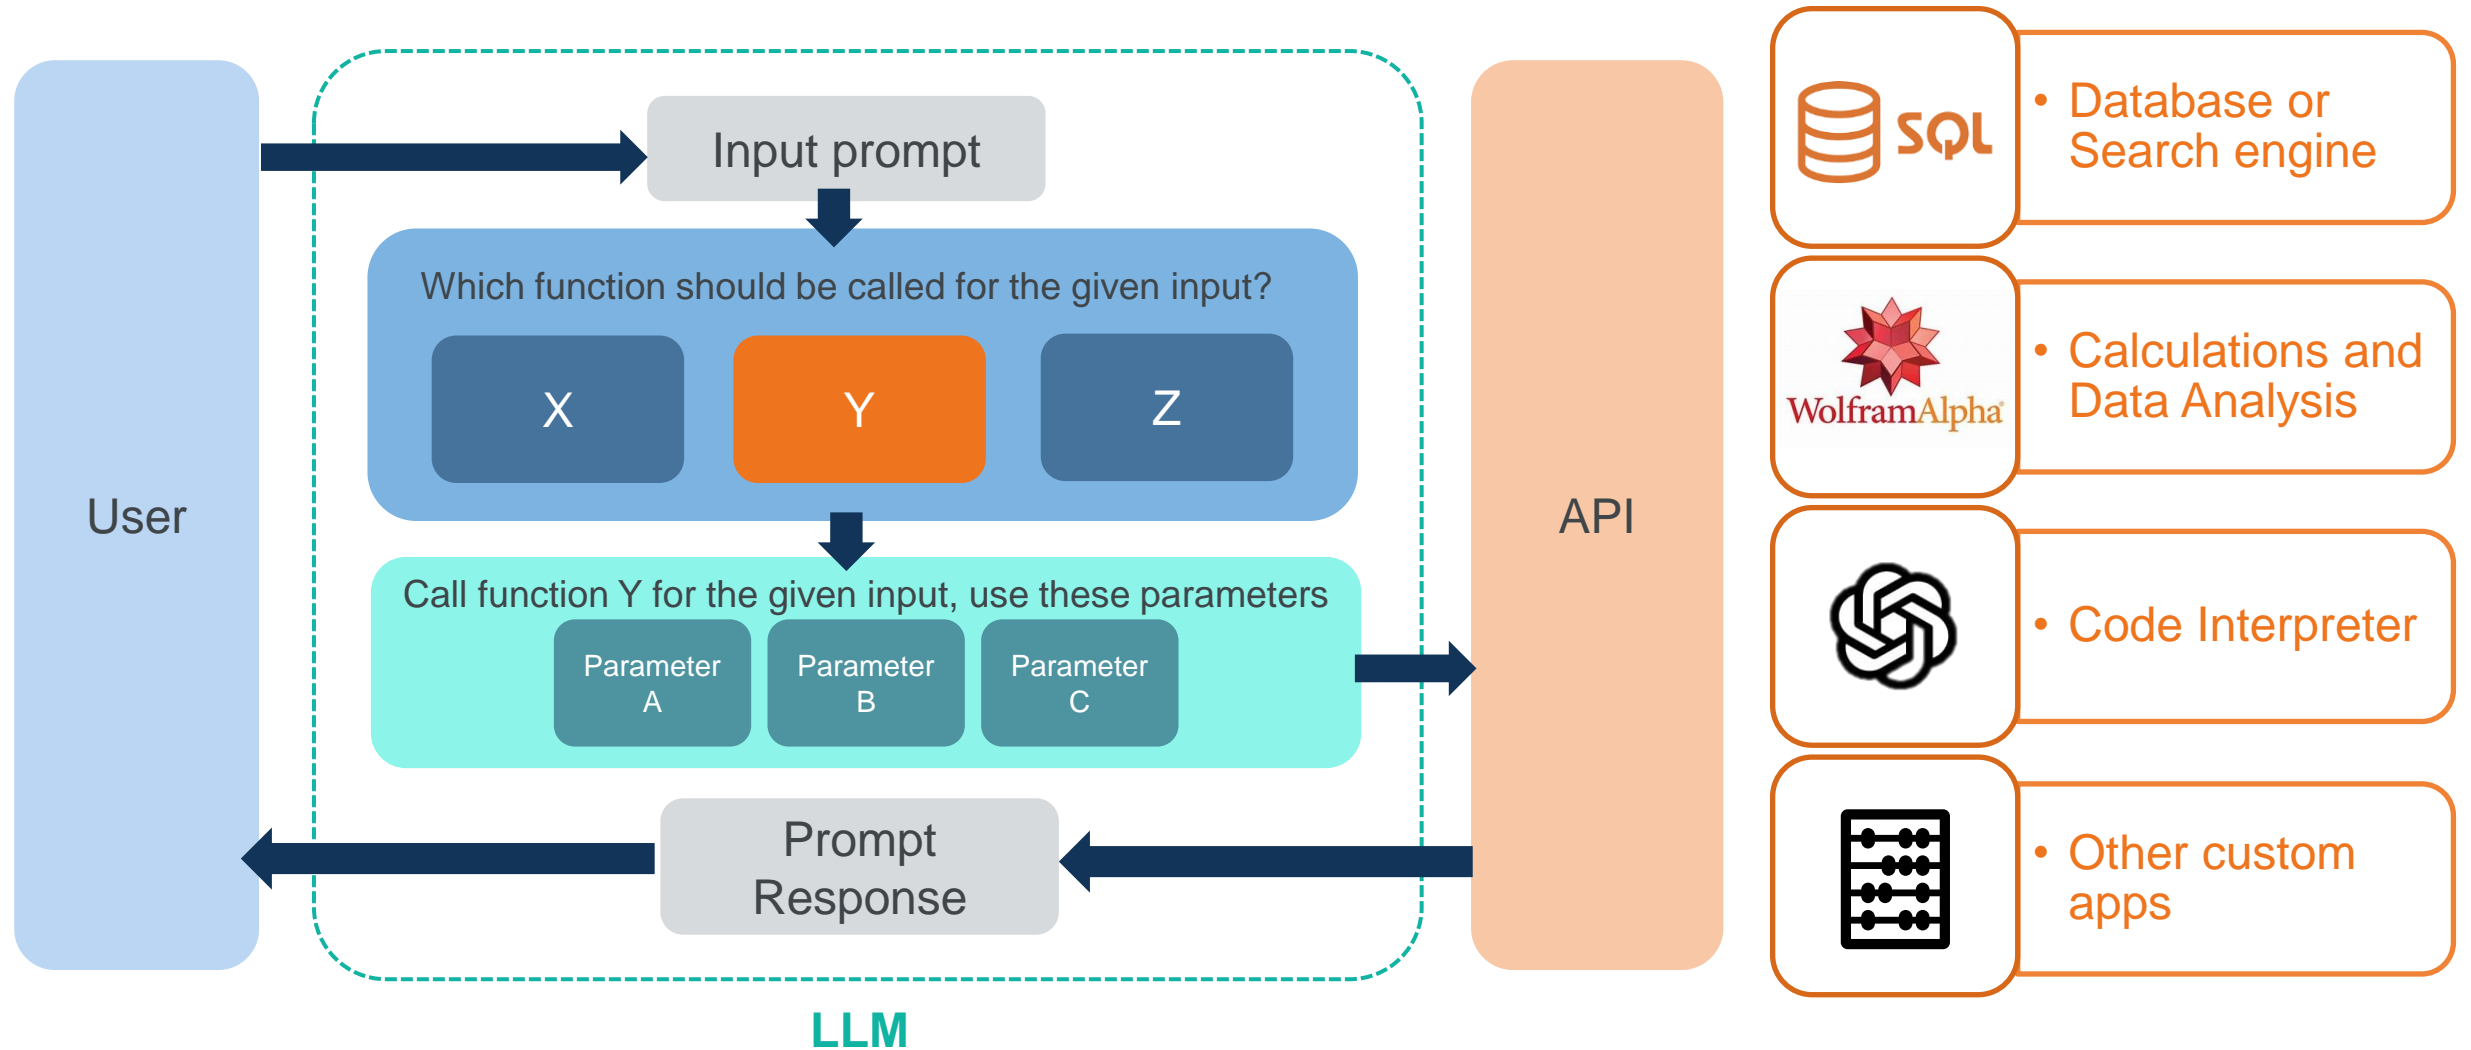 User
Input prompt
Which function should be called for the given input?
X
Y
Z
Call function Y for the given input, use these parameters
Parameter
A
Parameter
B
Parameter
C
Prompt
Response
LLM
API
SQL
• Database or
Search engine
WolframAlpha®
• Calculations and
Data Analysis
• Code Interpreter
• Other custom
apps